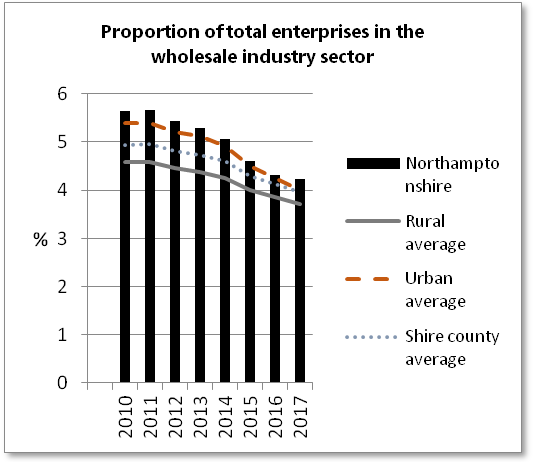 Proportion of total enterprises in the
wholesale industry sector
6
5
4
3
2
1
0
%
2010
2011
2012
2013
2014
2015
2016
2017
Northampto
nshire
Rural
average
Urban
average
Shire county
average